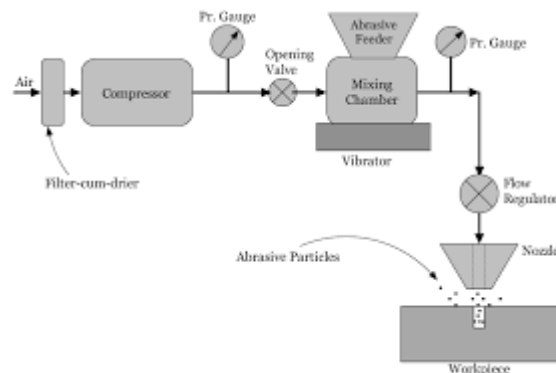 Pr. Gauge
Abrasive
Feeder
Pr. Gauge
Opening
Valve
Air
Compressor
Mixing
Chamber
Vibrator
Filter-cum-drier
Flow
Regulator
Nozzle
Abrasive Particles
Workpiece